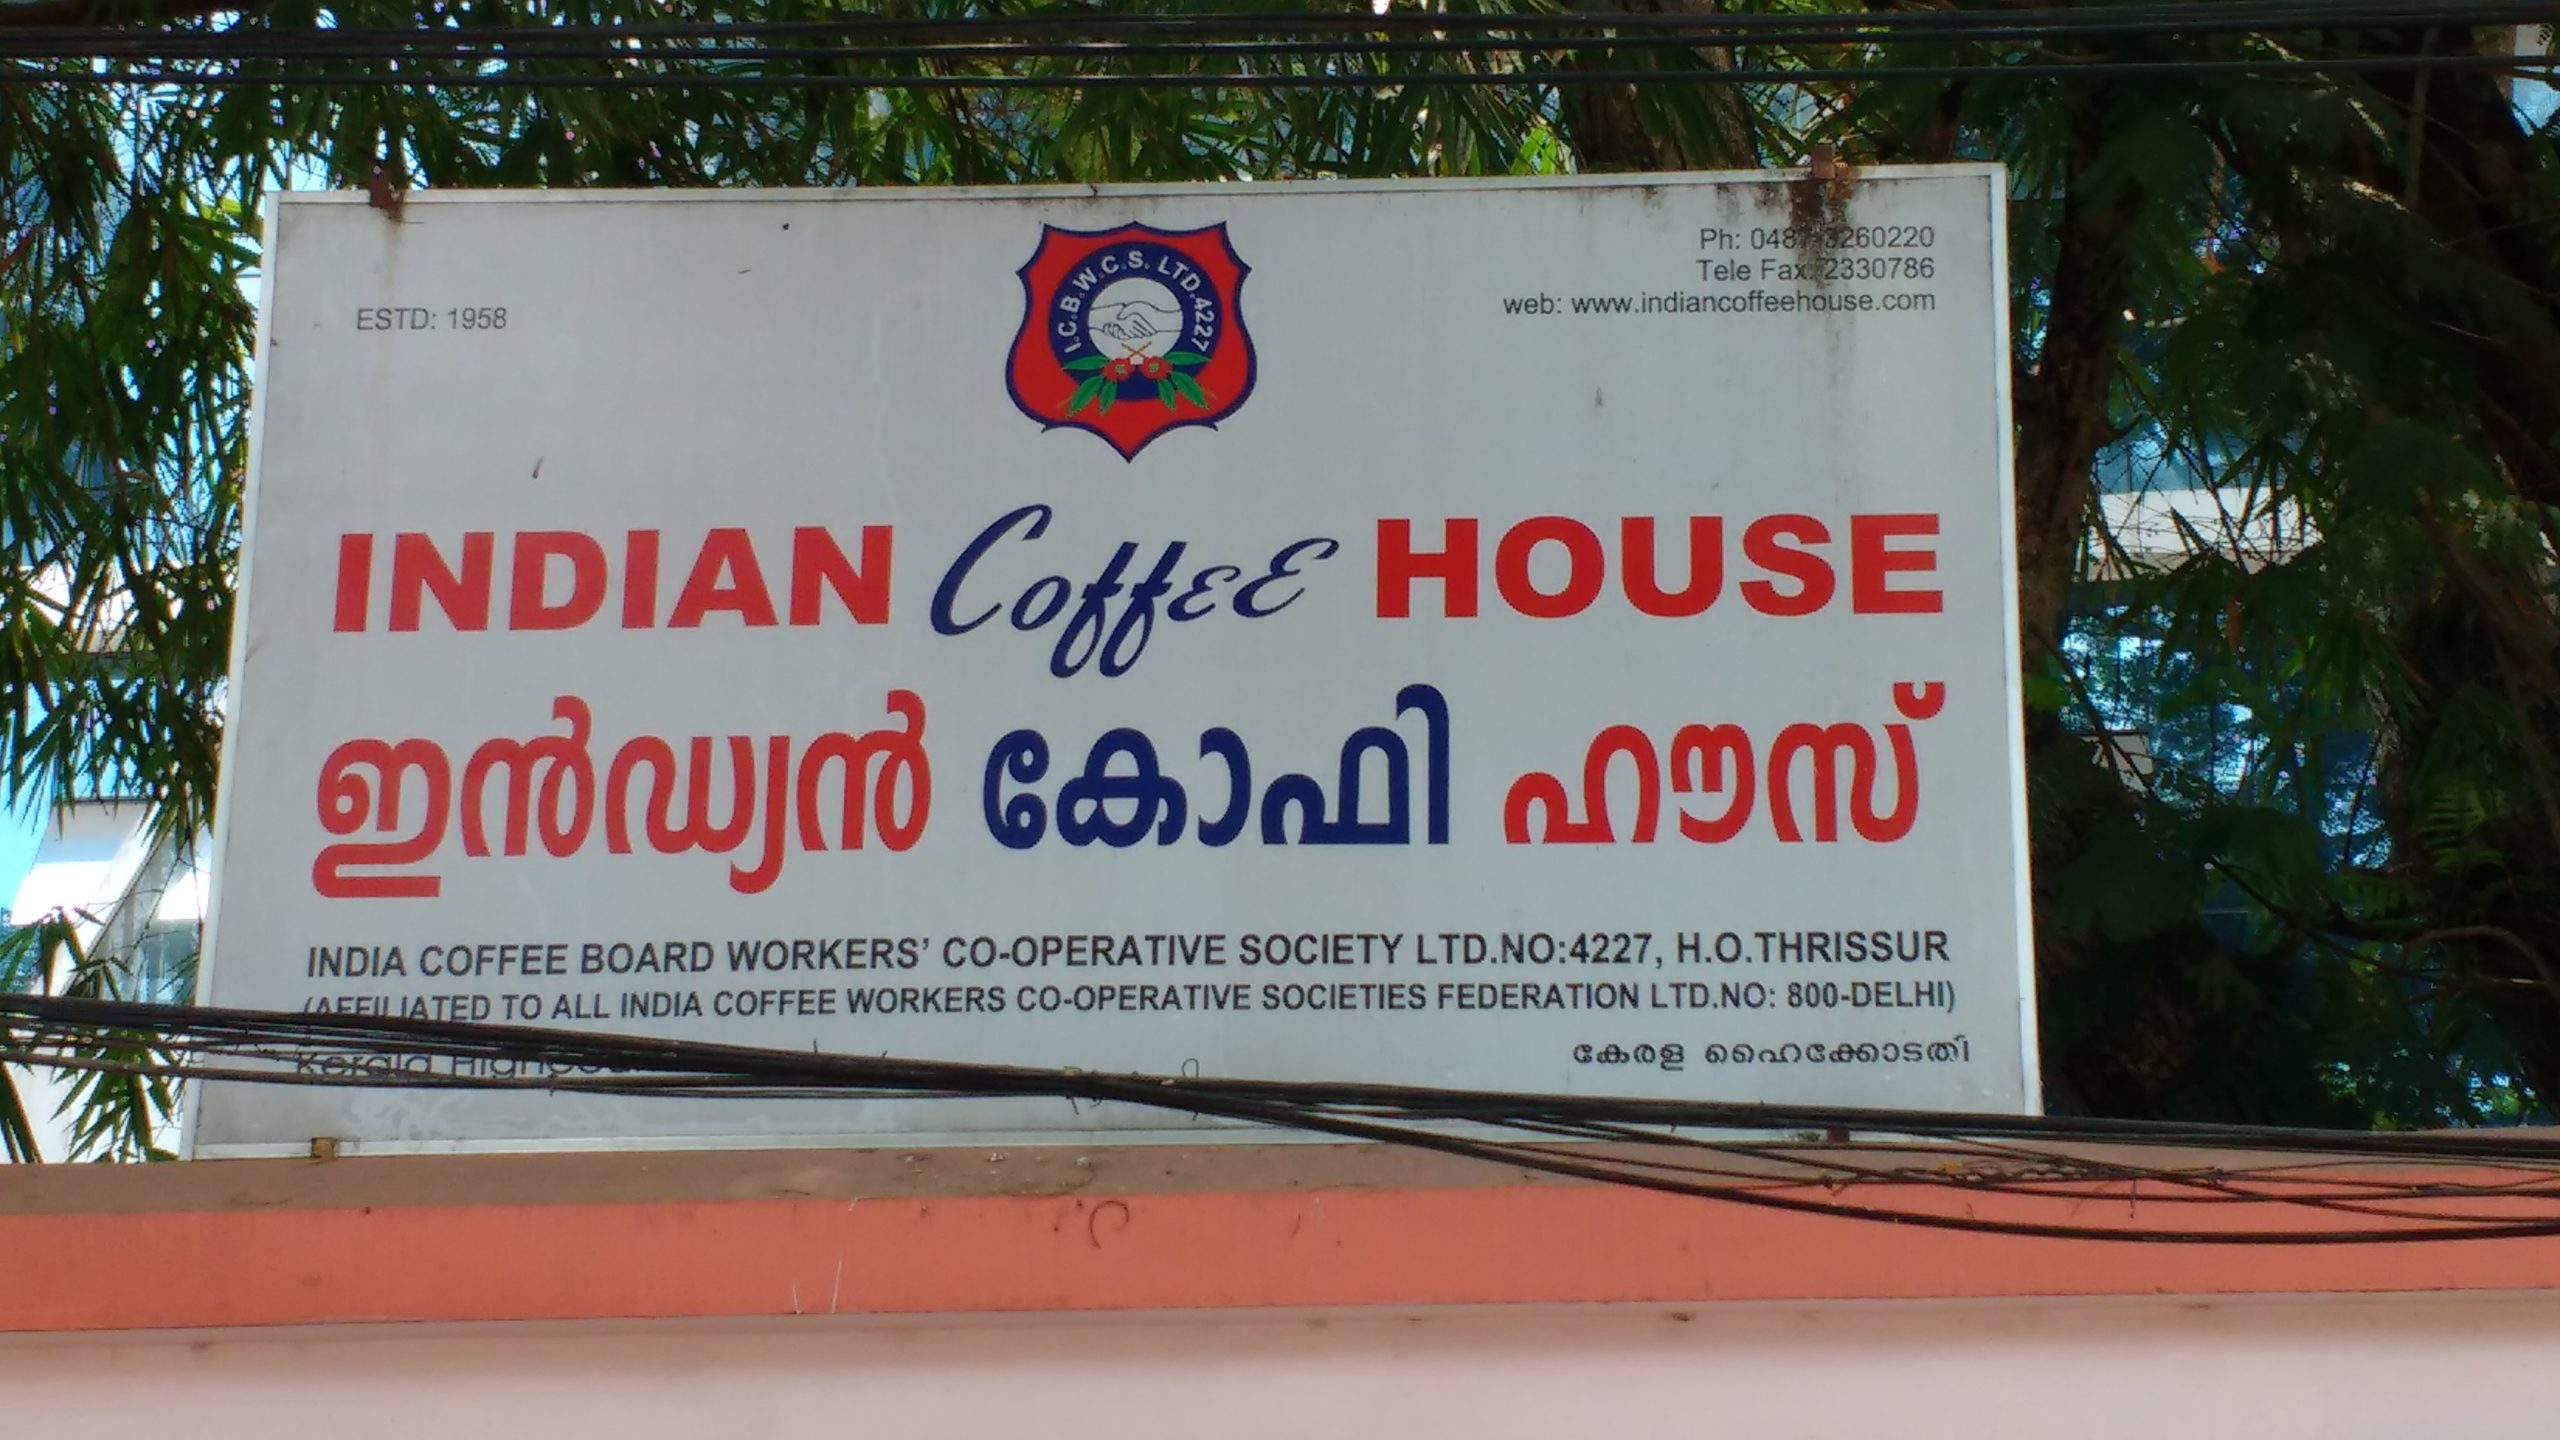 ESTD: 1958
I.C.B.W.C.S. LTD.4227
Ph: 0487 3260220
Tele Fax: 2330786
web: www.indiancoffeehouse.com
INDIAN Coffee HOUSE
ഇൻഡ്യൻ കോഫി ഹൗസ്
INDIA COFFEE BOARD WORKERS' CO-OPERATIVE SOCIETY LTD.NO:4227, H.O.THRISSUR
(AFFILIATED TO ALL INDIA COFFEE WORKERS CO-OPERATIVE SOCIETIES FEDERATION LTD.NO: 800-DELHI)
Kerala
കേരള ഹൈക്കോടതി